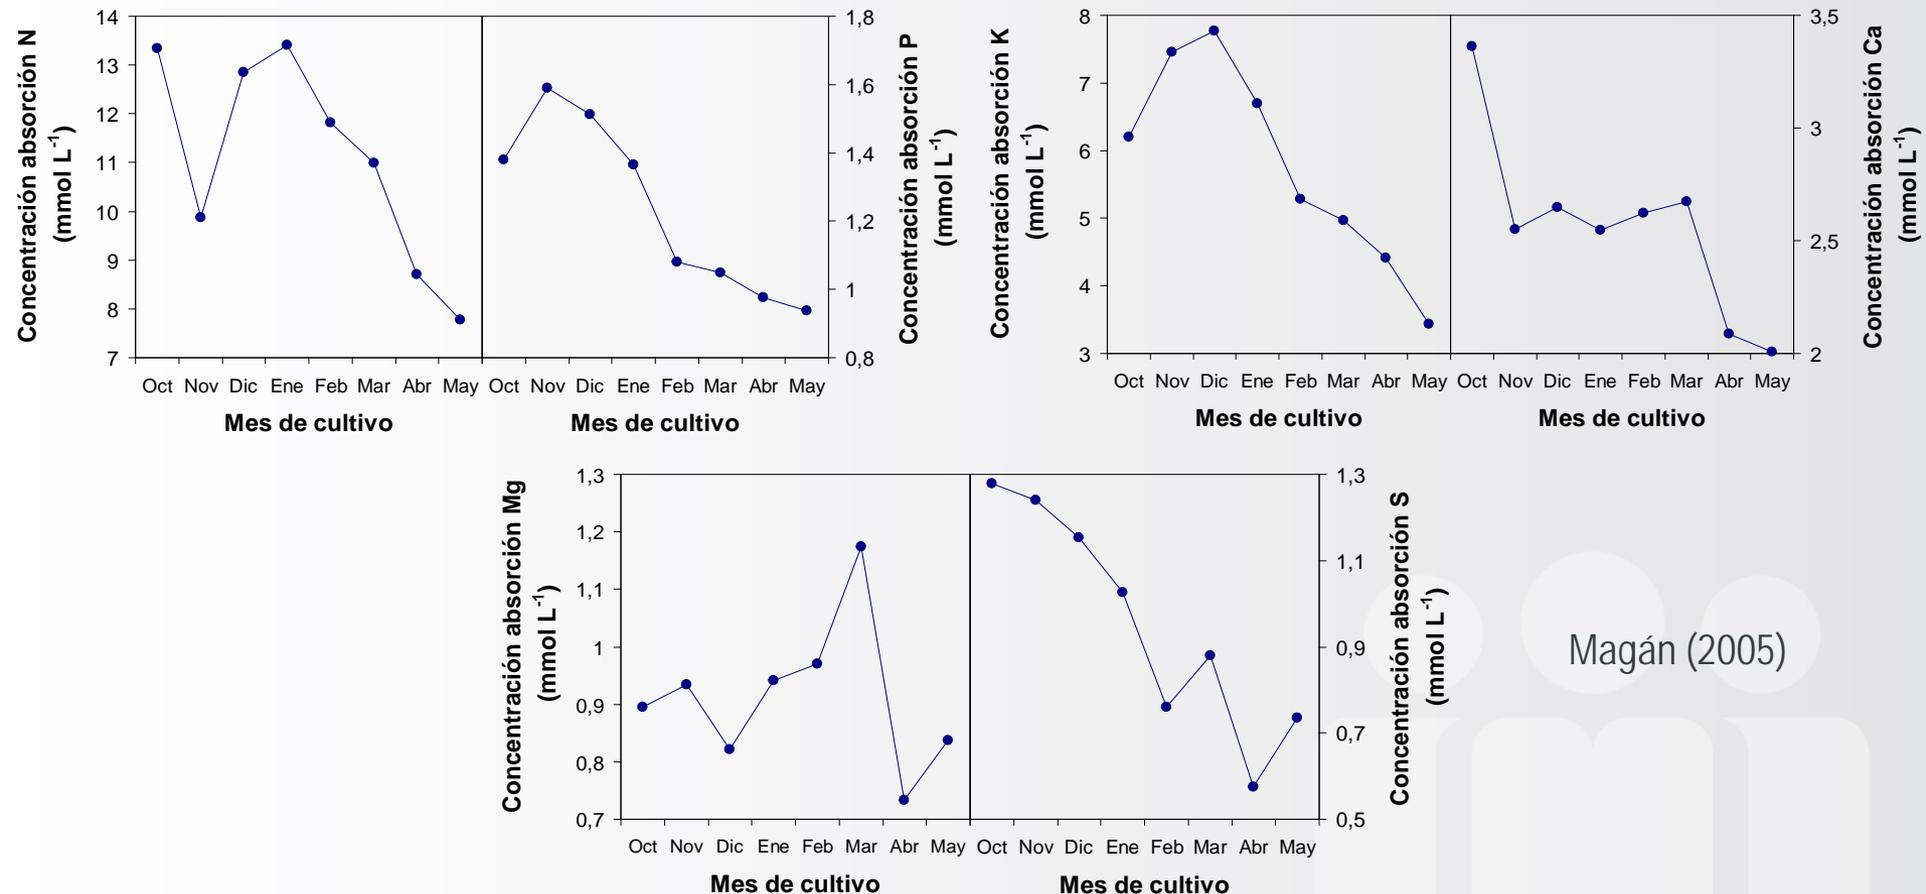 Concentración absorción N
(mmol L⁻¹)
14
13
12
11
10
9
8
7
Oct Nov Dic Ene Feb Mar Abr May
Mes de cultivo
1,8
1,6
1,4
1,2
1
0,8
Concentración absorción P
(mmol L⁻¹)
Oct Nov Dic Ene Feb Mar Abr May
Mes de cultivo
Concentración absorción K
(mmol L⁻¹)
8
7
6
5
4
3
Oct Nov Dic Ene Feb Mar Abr May
Mes de cultivo
3,5
3
2,5
2
Concentración absorción Ca
(mmol L⁻¹)
Oct Nov Dic Ene Feb Mar Abr May
Mes de cultivo
Concentración absorción Mg
(mmol L⁻¹)
1,3
1,2
1,1
1
0,9
0,8
0,7
Oct Nov Dic Ene Feb Mar Abr May
Mes de cultivo
1,3
1,1
0,9
0,7
0,5
Concentración absorción S
(mmol L⁻¹)
Oct Nov Dic Ene Feb Mar Abr May
Mes de cultivo
Magán (2005)